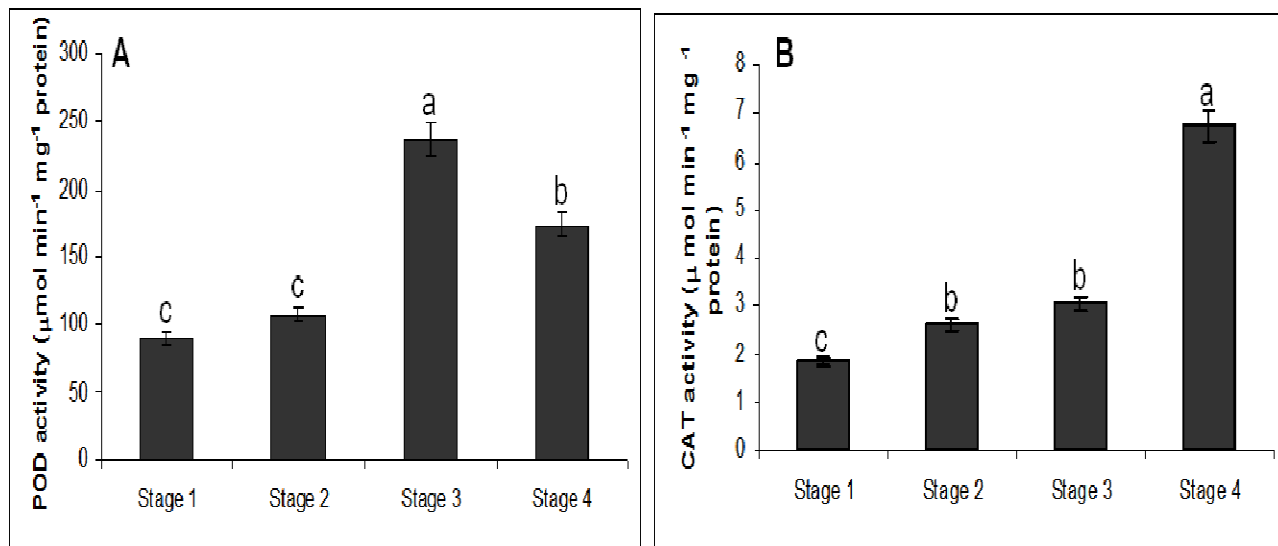 A
POD activity (µmol min⁻¹ mg⁻¹ protein)
300
250
200
150
100
50
0
c
c
a
b
Stage 1
Stage 2
Stage 3
Stage 4
B
CAT activity (µ mol min⁻¹ mg ⁻¹
protein)
8
7
6
5
4
3
2
1
0
c
b
b
a
Stage 1
Stage 2
Stage 3
Stage 4